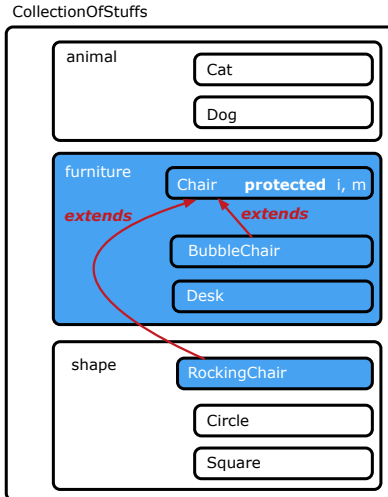 CollectionOfStuffs
animal
Cat
Dog
furniture
Chair protected i, m
extends
extends
BubbleChair
Desk
shape
RockingChair
Circle
Square